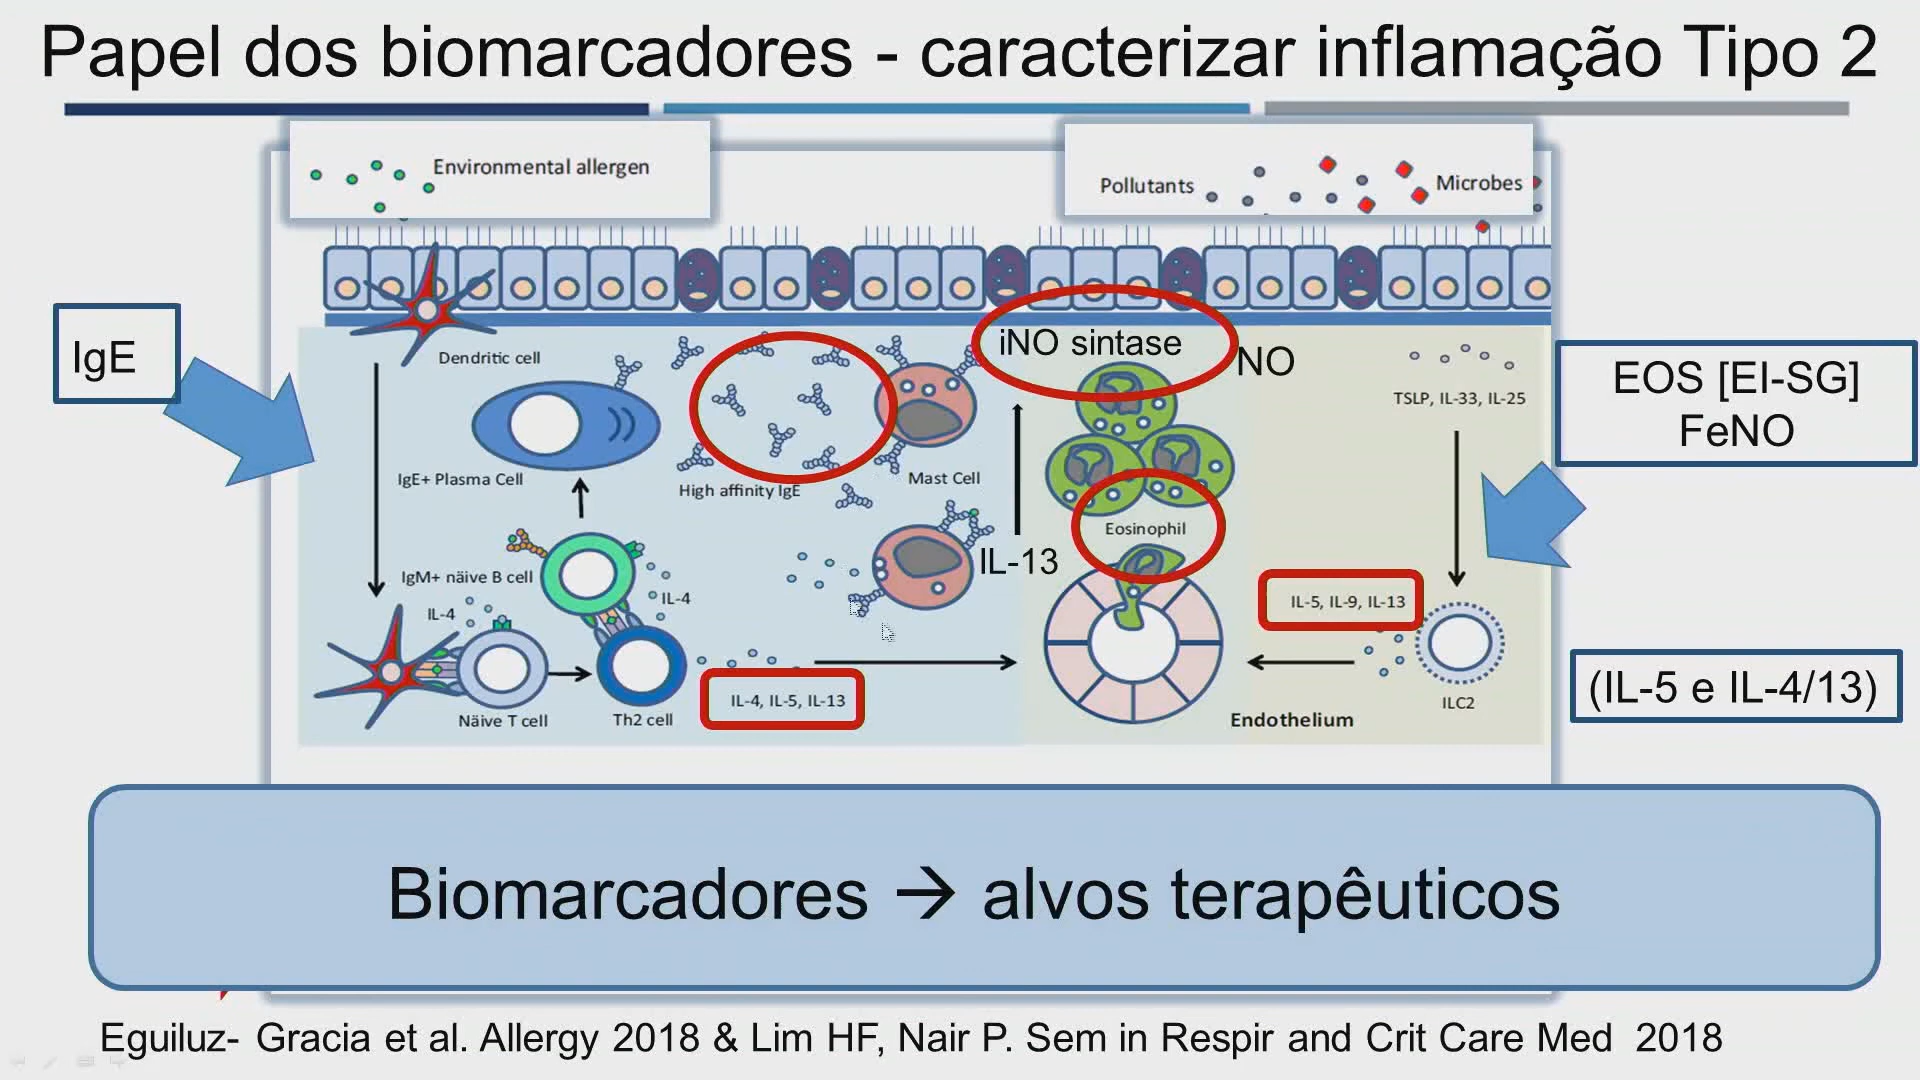 Papel dos biomarcadores - caracterizar inflamação Tipo 2
Environmental allergen
Pollutants
Microbes
IgE
Dendritic cell
iNO sintase
NO
EOS [EI-SG]
FeNO
TSLP, IL-33, IL-25
IgE+ Plasma Cell
High affinity IgE
Mast Cell
Eosinophil
IL-13
IgM+ näive B cell
IL-4
IL-4
IL-5, IL-9, IL-13
IL-4, IL-5, IL-13
Näive T cell
Th2 cell
Endothelium
ILC2
(IL-5 e IL-4/13)
Biomarcadores → alvos terapêuticos
Eguiluz- Gracia et al. Allergy 2018 & Lim HF, Nair P. Sem in Respir and Crit Care Med 2018